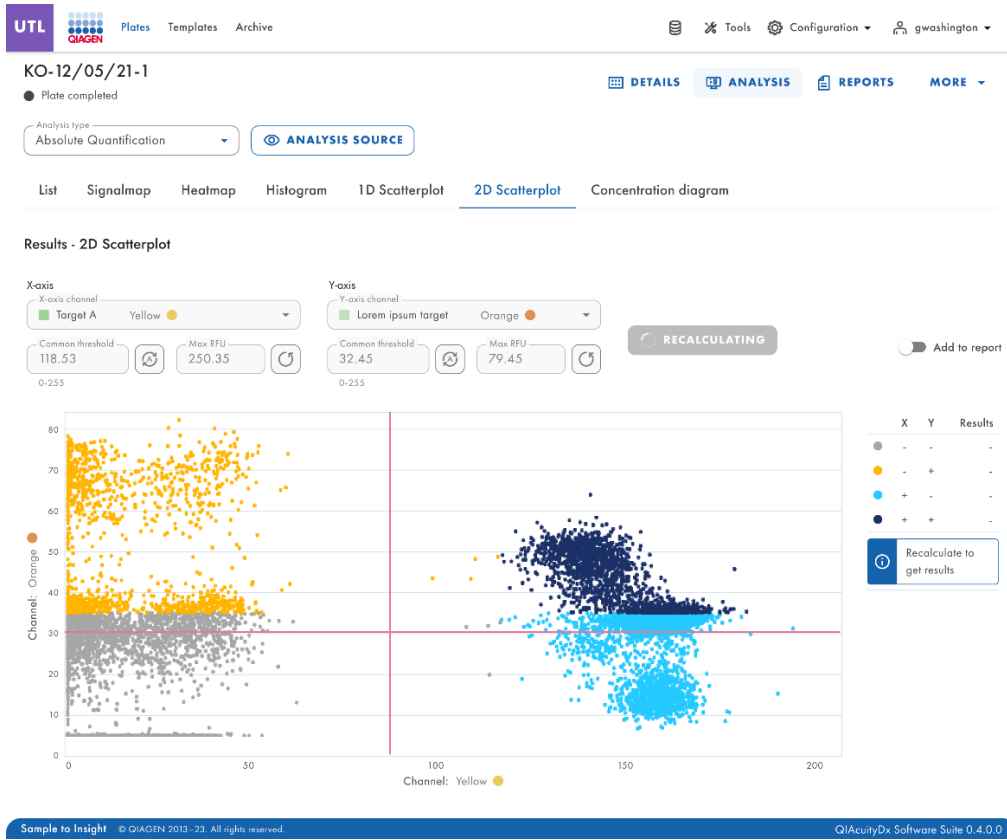 UTL QIAGEN Plates Templates Archive Tools Configuration gwashington
KO-12/05/21-1
Plate completed
DETAILS ANALYSIS REPORTS MORE
Analysis type
Absolute Quantification
ANALYSIS SOURCE
List Signalmap Heatmap Histogram 1D Scatterplot 2D Scatterplot Concentration diagram
Results - 2D Scatterplot
X-axis Y-axis
X-axis channel Y-axis channel
Target A Yellow Lorem ipsum target Orange
RECALCULATING
Common threshold Max RFU Common threshold Max RFU
118.53 A 250.35 32.45 A 79.45
Add to report
0-255 0-255
X Y Results
- - -
- + -
+ - -
+ + -
Recalculate to
get results
80
70
60
50
40
30
20
10
0
Channel: Orange
0 50 100 150 200
Channel: Yellow
Sample to Insight © QIAGEN 2013–23. All rights reserved. QIAcuityDx Software Suite 0.4.0.0